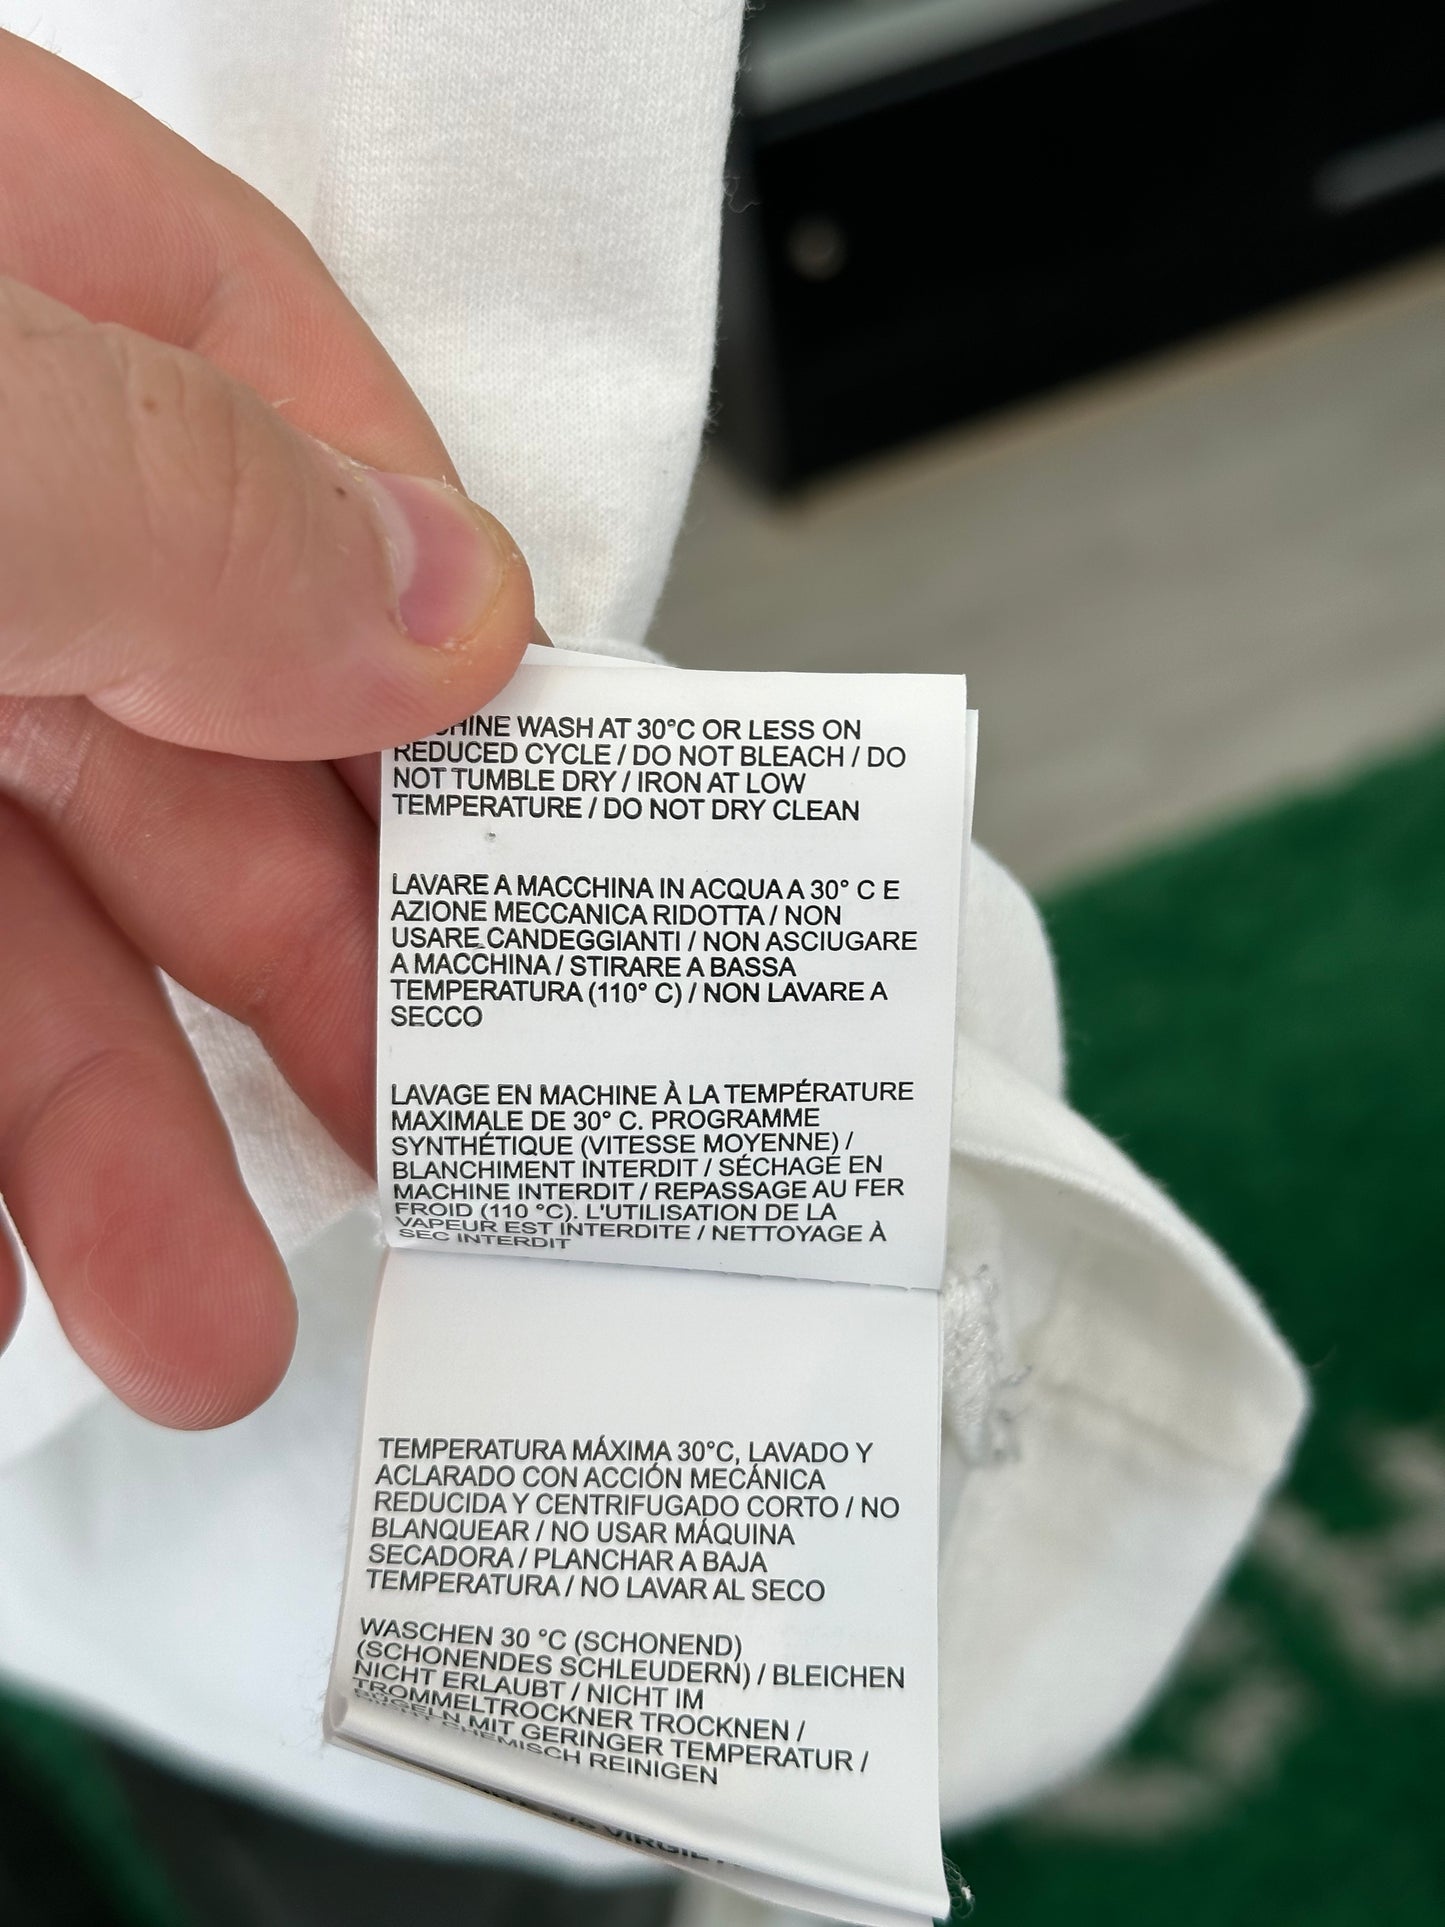 WASH AT 30°C OR LESS ON
REDUCED CYCLE / DO NOT BLEACH / DO
NOT TUMBLE DRY / IRON AT LOW
TEMPERATURE / DO NOT DRY CLEAN
LAVARE A MACCHINA IN ACQUA A 30° C E
AZIONE MECCANICA RIDOTTA / NON
USARE CANDEGGIANTI / NON ASCIUGARE
A MACCHINA / STIRARE A BASSA
TEMPERATURA (110° C) / NON LAVARE A
SECCO
LAVAGE EN MACHINE À LA TEMPÉRATURE
MAXIMALE DE 30° C. PROGRAMME
SYNTHÉTIQUE (VITESSE MOYENNE) /
BLANCHIMENT INTERDIT / SÉCHAGE EN
MACHINE INTERDIT / REPASSAGE AU FER
FROID (110 °C). L'UTILISATION DE LA
VAPEUR EST INTERDITE / NETTOYAGE À
SEC INTERDIT
TEMPERATURA MÁXIMA 30°C, LAVADO Y
ACLARADO CON ACCIÓN MECÁNICA
REDUCIDA Y CENTRIFUGADO CORTO / NO
BLANQUEAR / NO USAR MÁQUINA
SECADORA / PLANCHAR A BAJA
TEMPERATURA / NO LAVAR AL SECO
WASCHEN 30 °C (SCHONEND)
(SCHONENDES SCHLEUDERN) / BLEICHEN
NICHT ERLAUBT / NICHT IM
TROMMELTROCKNER TROCKNEN /
BÜGELN MIT GERINGER TEMPERATUR /
NICHT CHEMISCH REINIGEN